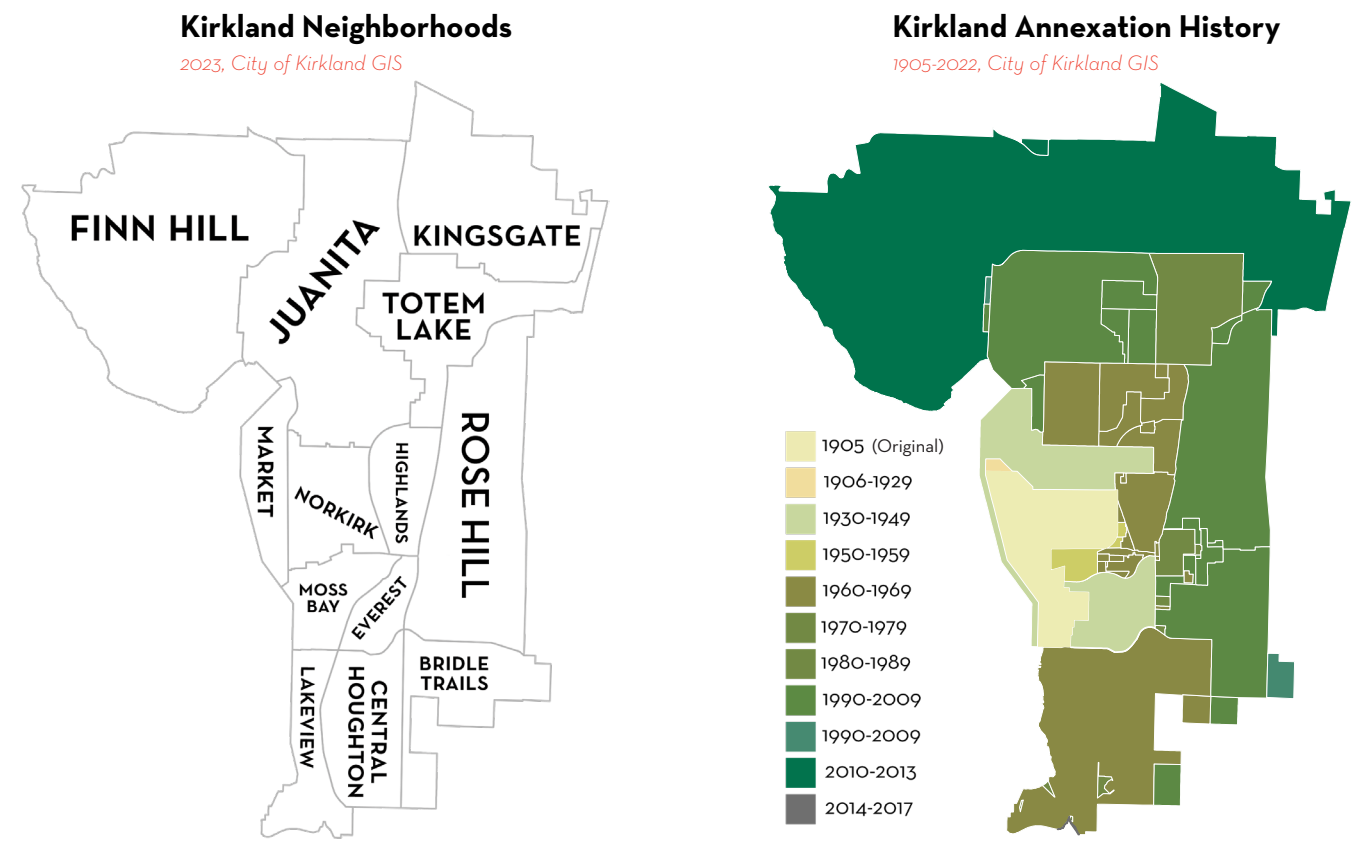 Kirkland Neighborhoods
2023, City of Kirkland GIS
FINN HILL
JUANITA
KINGSGATE
TOTEM
LAKE
MARKET
NORKIRK
HIGHLANDS
ROSE HILL
MOSS
BAY
EVEREST
LAKEVIEW
CENTRAL
HOUGHTON
BRIDLE
TRAILS
Kirkland Annexation History
1905-2022, City of Kirkland GIS
1905 (Original)
1906-1929
1930-1949
1950-1959
1960-1969
1970-1979
1980-1989
1990-2009
1990-2009
2010-2013
2014-2017